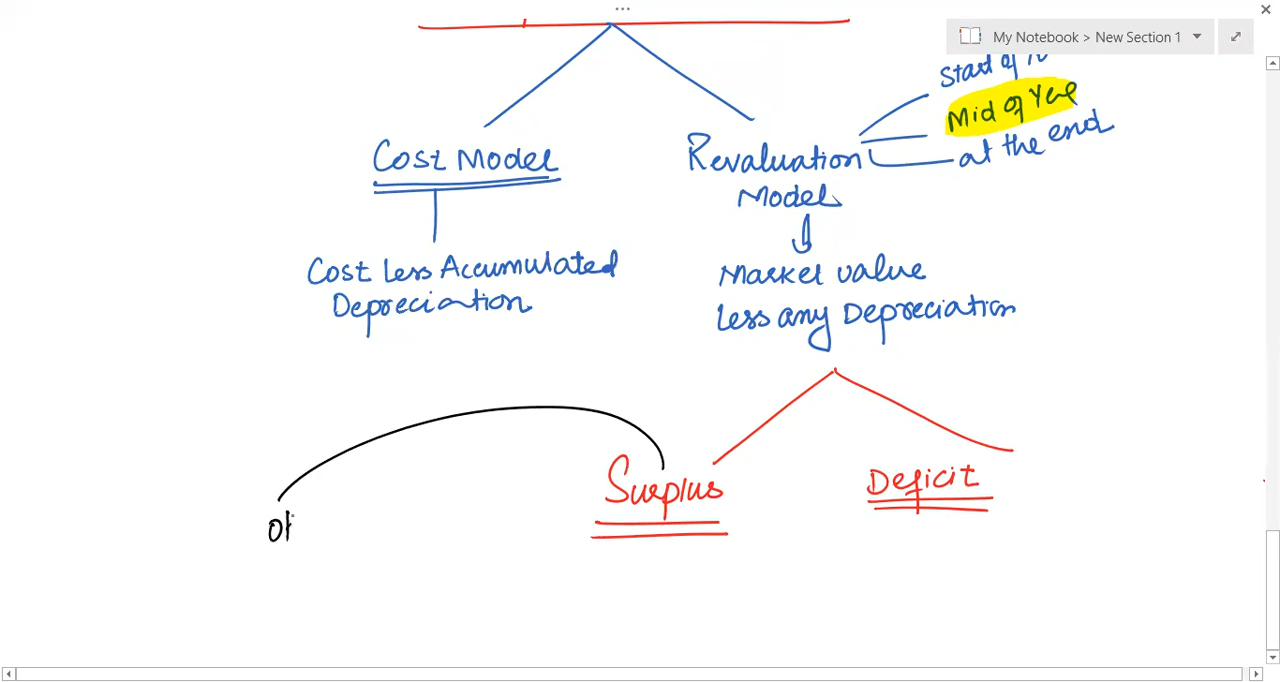 My Notebook > New Section 1
Start of
Mid of Year
at the end
Cost Model
Revaluation
Model
Cost Less Accumulated
Depreciation
Market value
Less any Depreciation
Surplus
Deficit